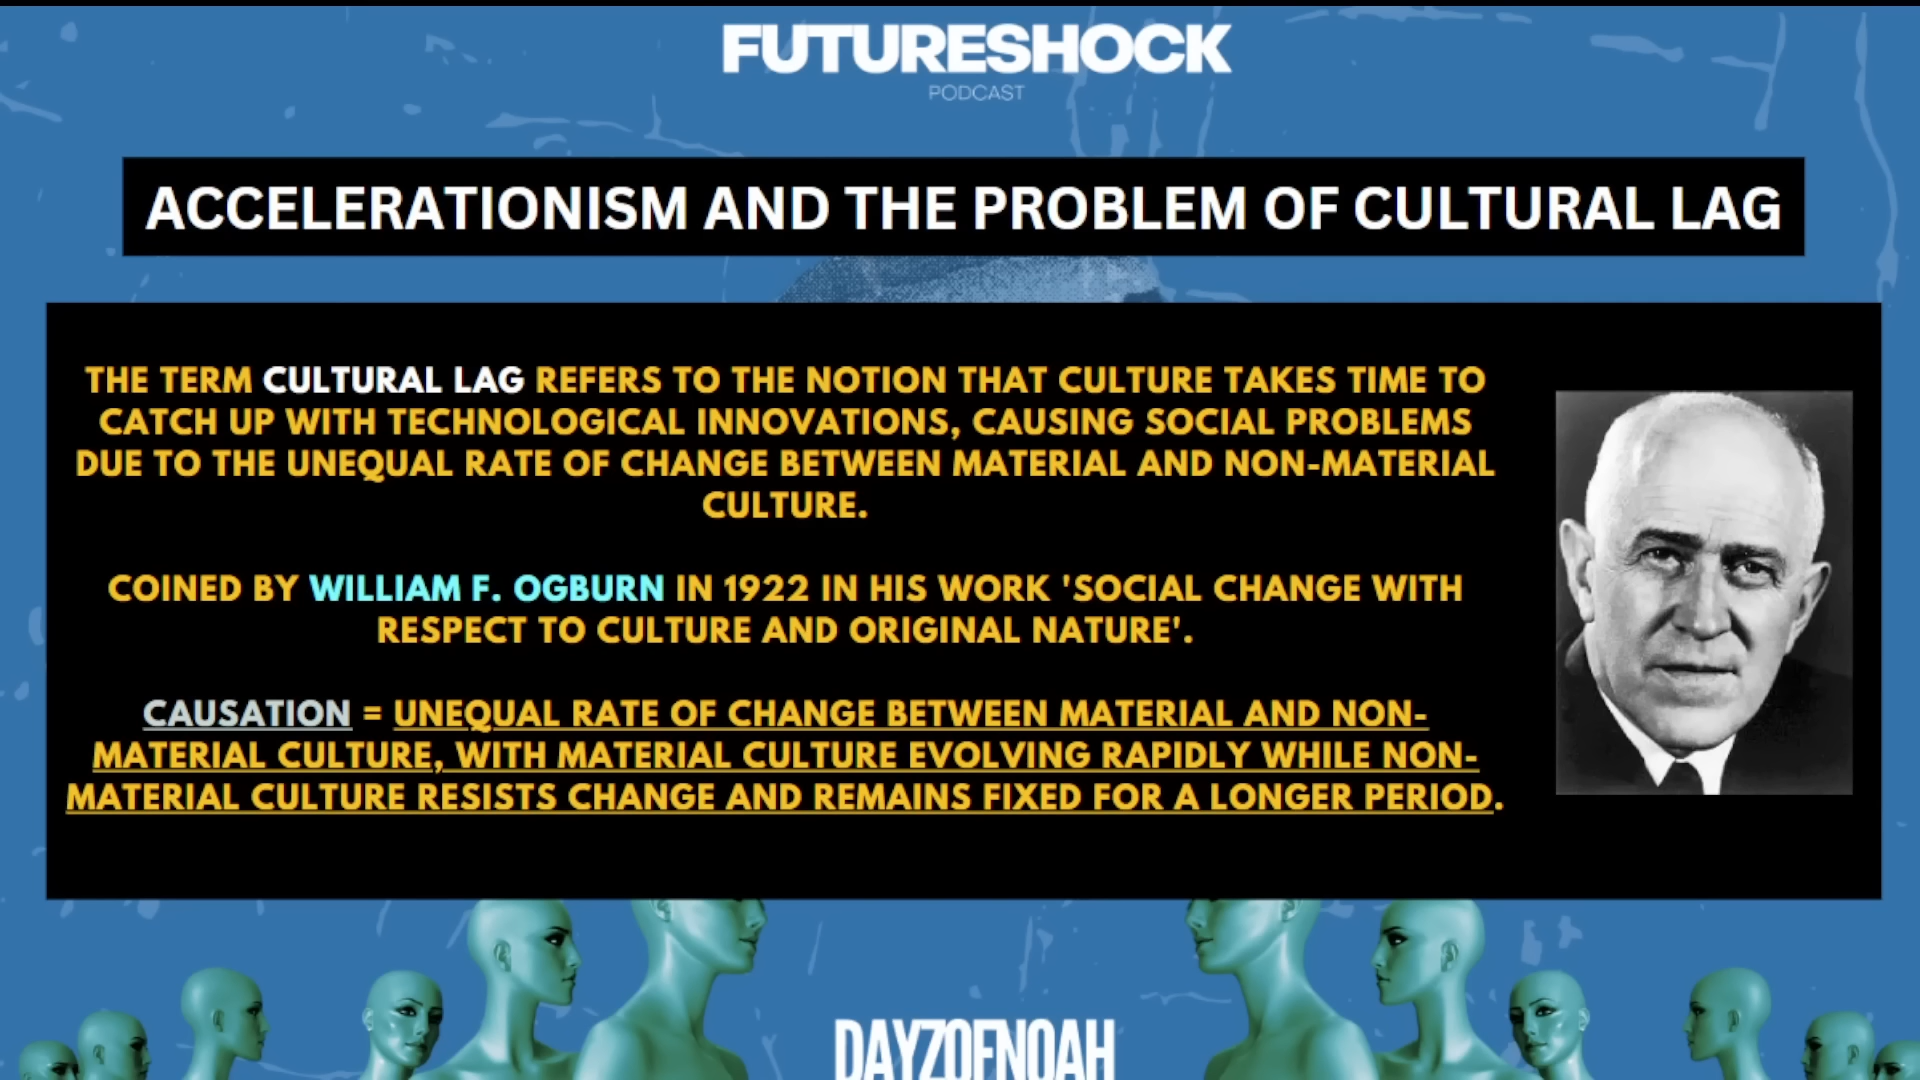 FUTURESHOCK
PODCAST
ACCELERATIONISM AND THE PROBLEM OF CULTURAL LAG
THE TERM CULTURAL LAG REFERS TO THE NOTION THAT CULTURE TAKES TIME TO
CATCH UP WITH TECHNOLOGICAL INNOVATIONS, CAUSING SOCIAL PROBLEMS
DUE TO THE UNEQUAL RATE OF CHANGE BETWEEN MATERIAL AND NON-MATERIAL
CULTURE.
COINED BY WILLIAM F. OGBURN IN 1922 IN HIS WORK 'SOCIAL CHANGE WITH
RESPECT TO CULTURE AND ORIGINAL NATURE'.
CAUSATION = UNEQUAL RATE OF CHANGE BETWEEN MATERIAL AND NON-
MATERIAL CULTURE, WITH MATERIAL CULTURE EVOLVING RAPIDLY WHILE NON-
MATERIAL CULTURE RESISTS CHANGE AND REMAINS FIXED FOR A LONGER PERIOD.
DAYZOFNOAH